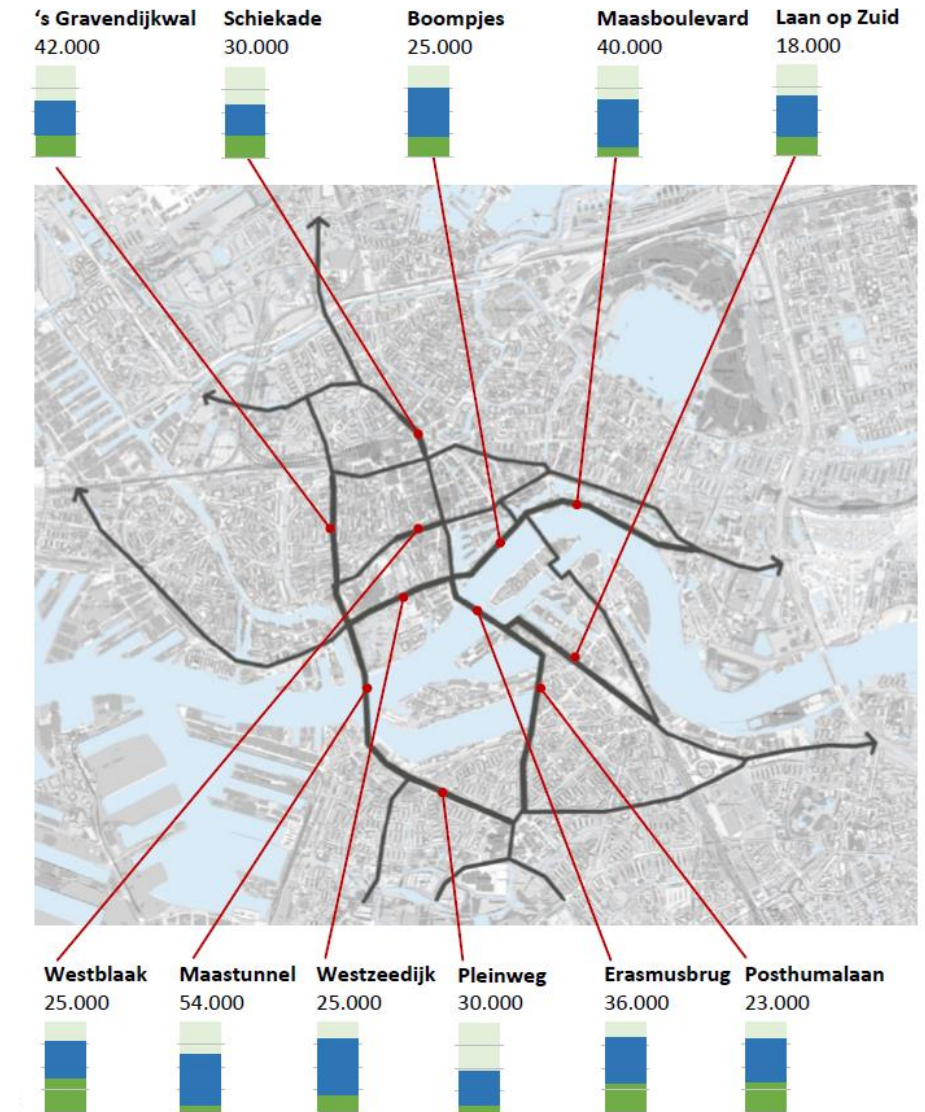 ‘s Gravendijkwal
42.000
Schiekade
30.000
Boompjes
25.000
Maasboulevard
40.000
Laan op Zuid
18.000
Westblaak
25.000
Maastunnel
54.000
Westzeedijk
25.000
Pleinweg
30.000
Erasmusbrug
36.000
Posthumalaan
23.000